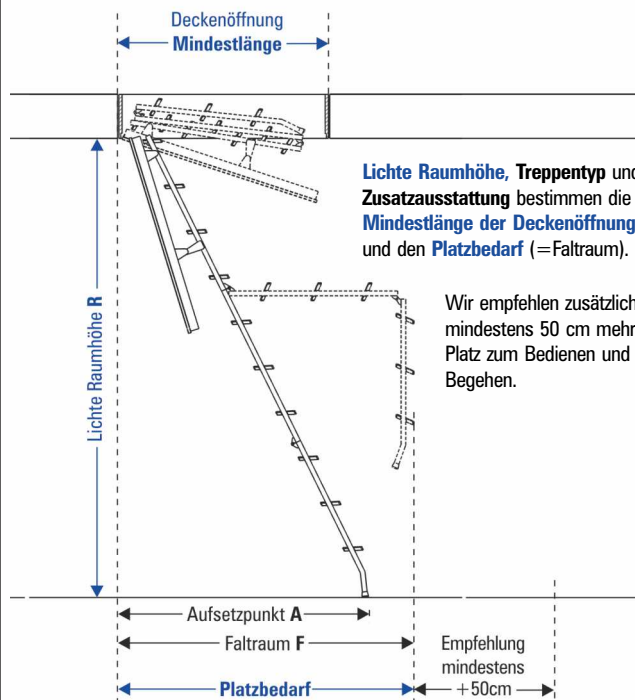 Deckenöffnung
Mindestlänge
Lichte Raumhöhe, Treppentyp und
Zusatzausstattung bestimmen die
Mindestlänge der Deckenöffnung
und den Platzbedarf (=Faltraum).
Wir empfehlen zusätzlich
mindestens 50 cm mehr
Platz zum Bedienen und
Begehen.
Lichte Raumhöhe R
Aufsetzpunkt A
Faltraum F
Platzbedarf
Empfehlung
mindestens
+50cm